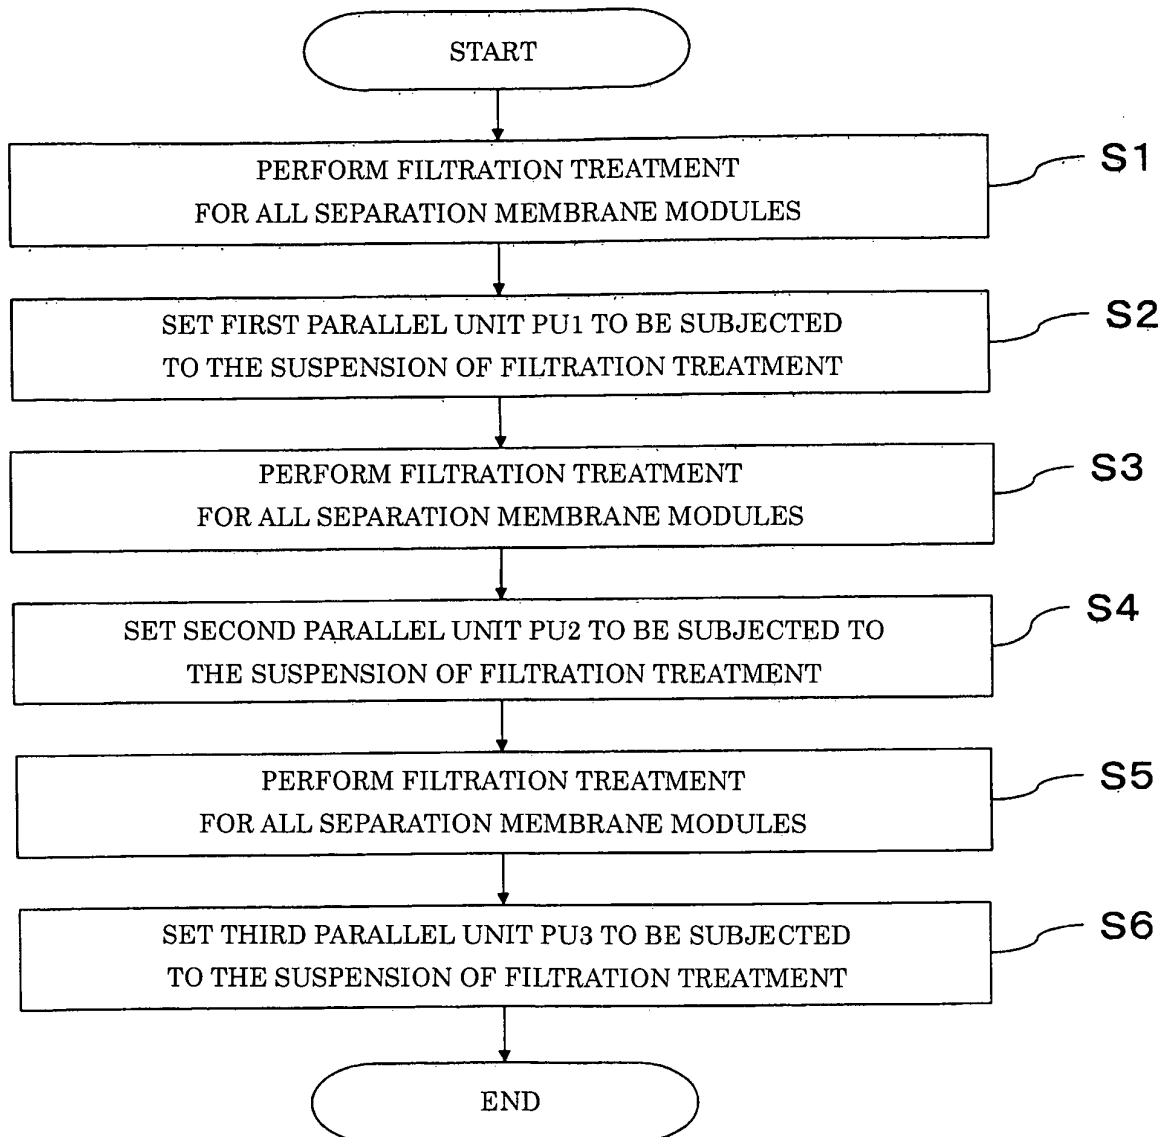 START
PERFORM FILTRATION TREATMENT
FOR ALL SEPARATION MEMBRANE MODULES
S1
SET FIRST PARALLEL UNIT PU1 TO BE SUBJECTED
TO THE SUSPENSION OF FILTRATION TREATMENT
S2
PERFORM FILTRATION TREATMENT
FOR ALL SEPARATION MEMBRANE MODULES
S3
SET SECOND PARALLEL UNIT PU2 TO BE SUBJECTED TO
THE SUSPENSION OF FILTRATION TREATMENT
S4
PERFORM FILTRATION TREATMENT
FOR ALL SEPARATION MEMBRANE MODULES
S5
SET THIRD PARALLEL UNIT PU3 TO BE SUBJECTED
TO THE SUSPENSION OF FILTRATION TREATMENT
S6
END